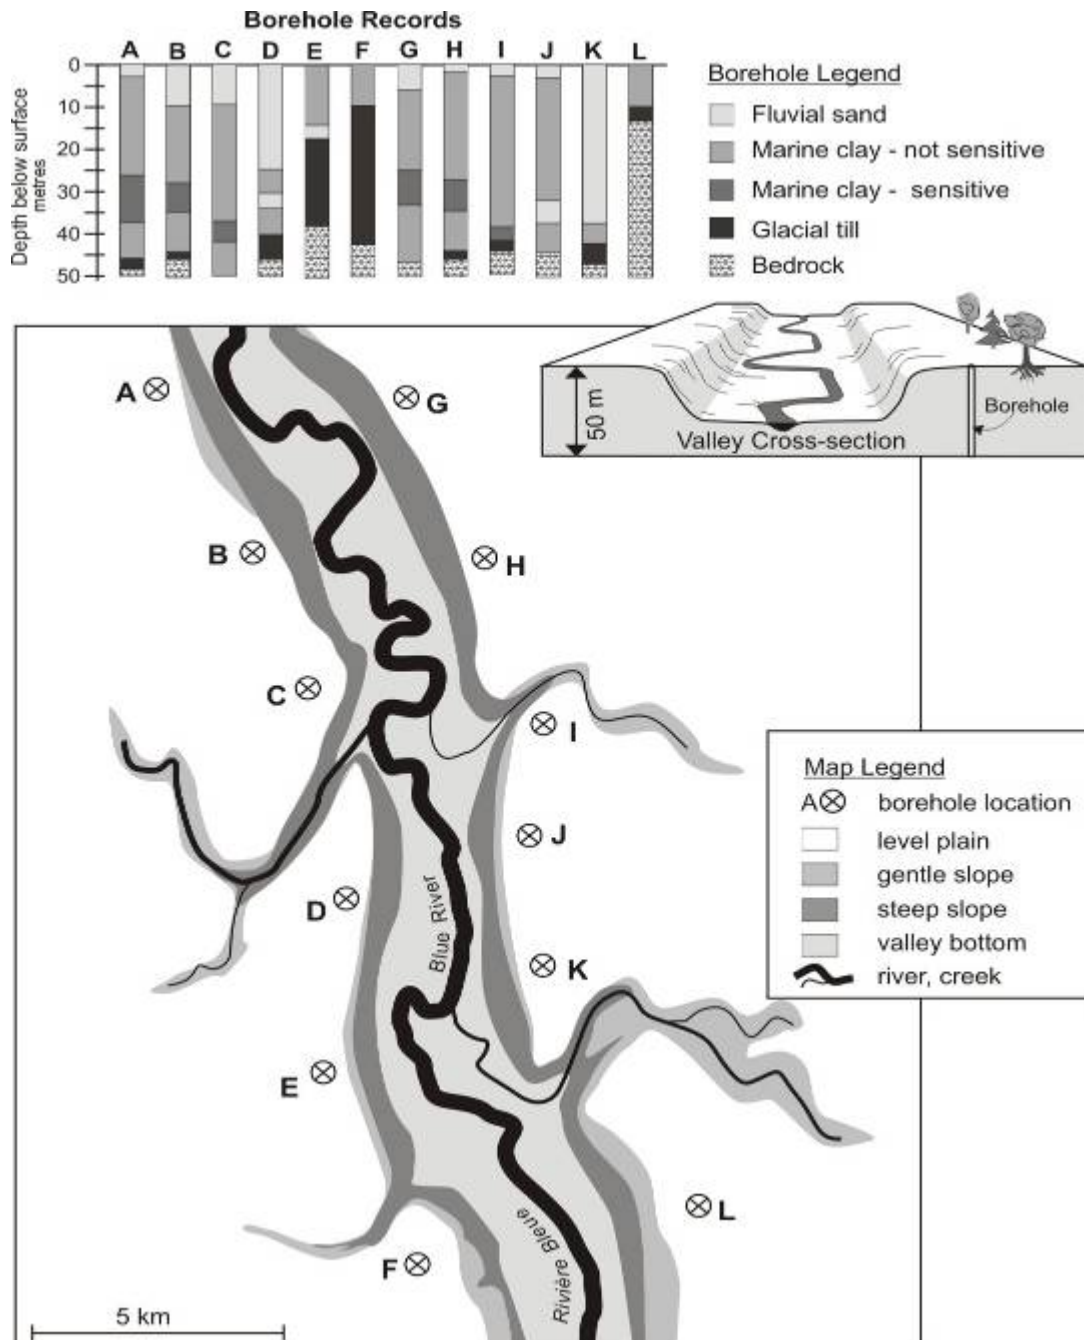 Borehole Records
A B C D E F G H I J K L
0
10
20
30
40
50
Depth below surface
metres
Borehole Legend
Fluvial sand
Marine clay - not sensitive
Marine clay - sensitive
Glacial till
Bedrock
50 m
Valley Cross-section
Borehole
A
G
B
H
C
I
J
D
K
E
L
F
Blue River
Rivière Bleue
Map Legend
A borehole location
level plain
gentle slope
steep slope
valley bottom
river, creek
5 km